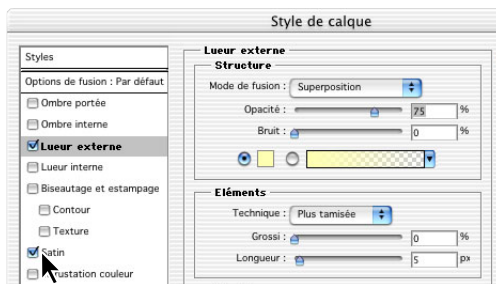 Style de calque
Styles
Options de fusion : Par défaut
Ombre portée
Ombre interne
Lueur externe
Lueur interne
Biseautage et estampage
Contour
Texture
Satin
couleur
Lueur externe
Structure
Mode de fusion : Superposition
Opacité : 75 %
Bruit : 0 %
Eléments
Technique : Plus tamisée
Grossi : 0 %
Longueur : 5 px